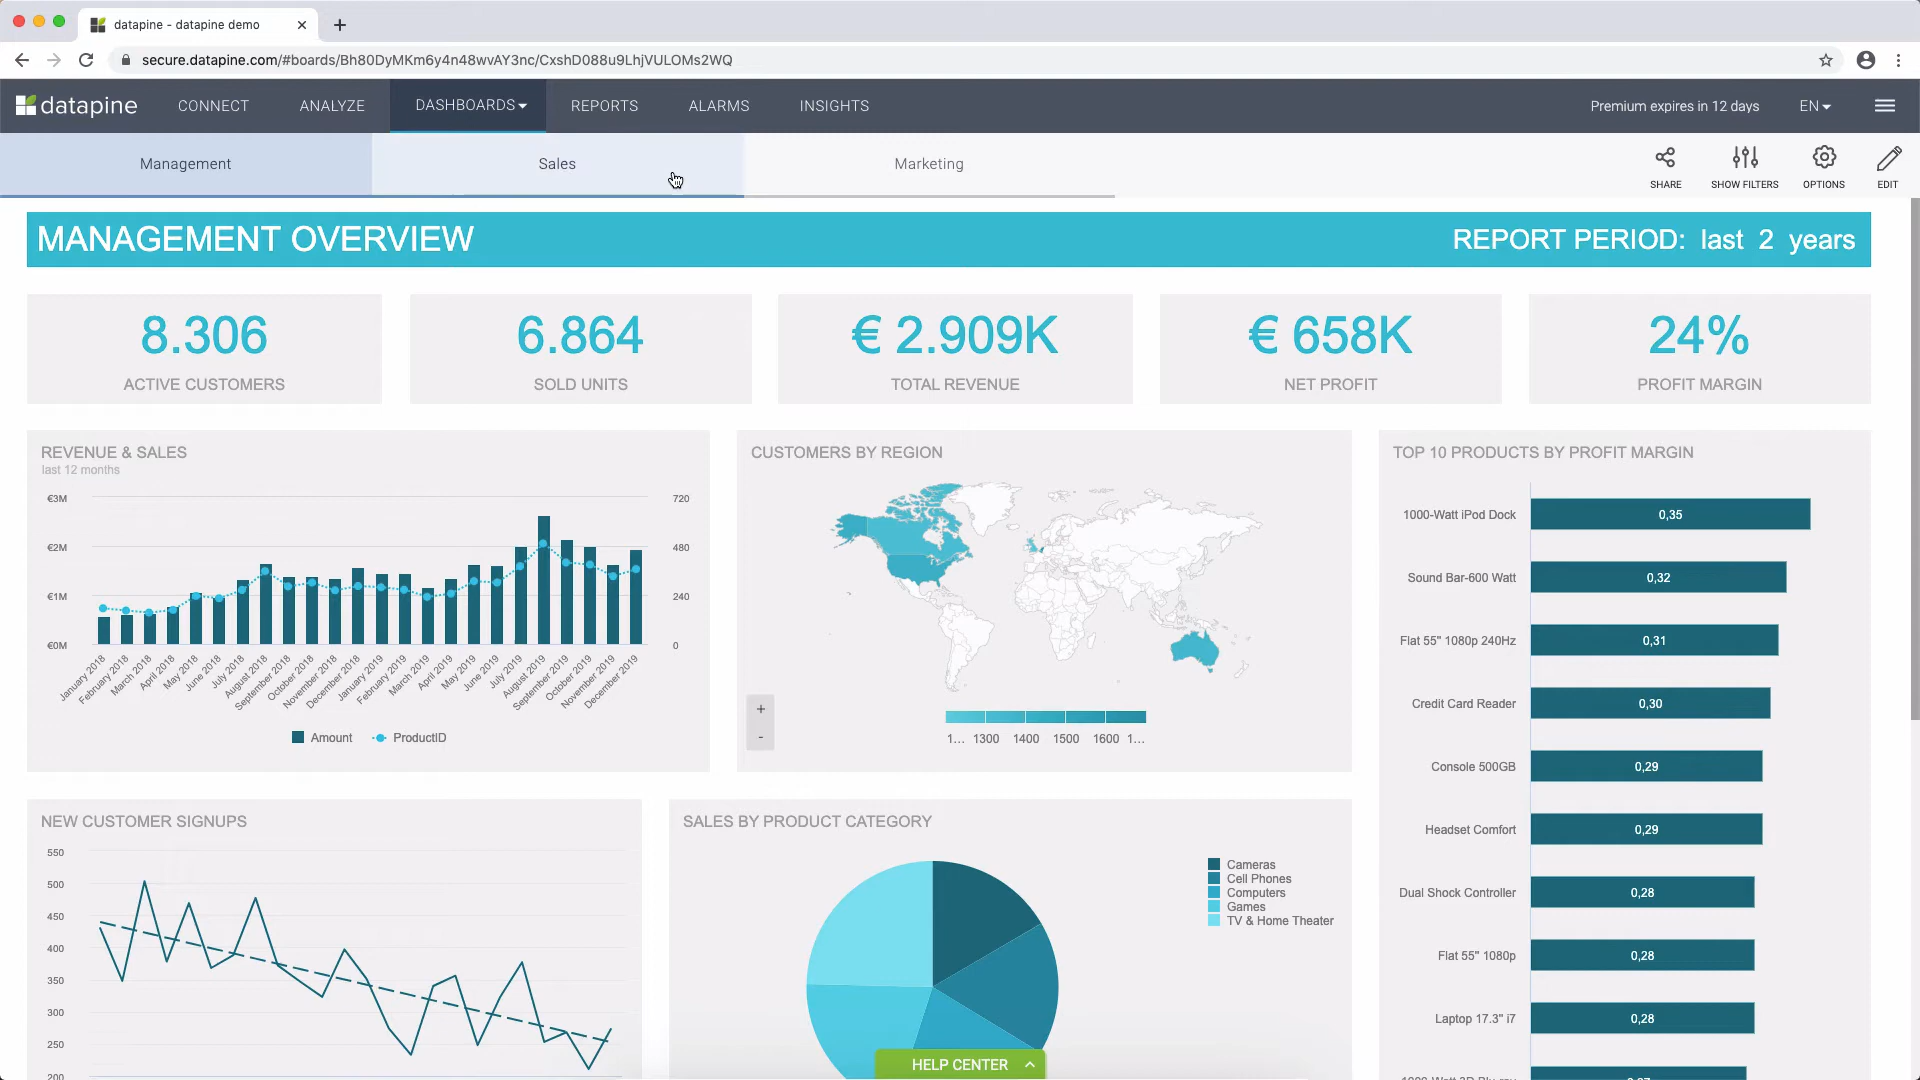 datapine - datapine demo
secure.datapine.com/#boards/Bh80DyMKm6y4n48wvAY3nc/CxshD088u9LhjVULOMs2WQ
datapine CONNECT ANALYZE DASHBOARDS REPORTS ALARMS INSIGHTS Premium expires in 12 days EN
Management Sales Marketing
SHARE SHOW FILTERS OPTIONS EDIT
MANAGEMENT OVERVIEW REPORT PERIOD: last 2 years
8.306
ACTIVE CUSTOMERS
6.864
SOLD UNITS
€ 2.909K
TOTAL REVENUE
€ 658K
NET PROFIT
24%
PROFIT MARGIN
REVENUE & SALES
last 12 months
€3M
€2M
€1M
€0M
720
480
240
0
January 2018
February 2018
March 2018
April 2018
May 2018
June 2018
July 2018
August 2018
September 2018
October 2018
November 2018
December 2018
January 2019
February 2019
March 2019
April 2019
May 2019
June 2019
July 2019
August 2019
September 2019
October 2019
November 2019
December 2019
Amount ProductID
CUSTOMERS BY REGION
+
-
1... 1300 1400 1500 1600 1...
TOP 10 PRODUCTS BY PROFIT MARGIN
1000-Watt iPod Dock 0,35
Sound Bar-600 Watt 0,32
Flat 55" 1080p 240Hz 0,31
Credit Card Reader 0,30
Console 500GB 0,29
Headset Comfort 0,29
Dual Shock Controller 0,28
Flat 55" 1080p 0,28
Laptop 17.3" i7 0,28
NEW CUSTOMER SIGNUPS
550
500
450
400
350
300
250
200
SALES BY PRODUCT CATEGORY
Cameras
Cell Phones
Computers
Games
TV & Home Theater
HELP CENTER